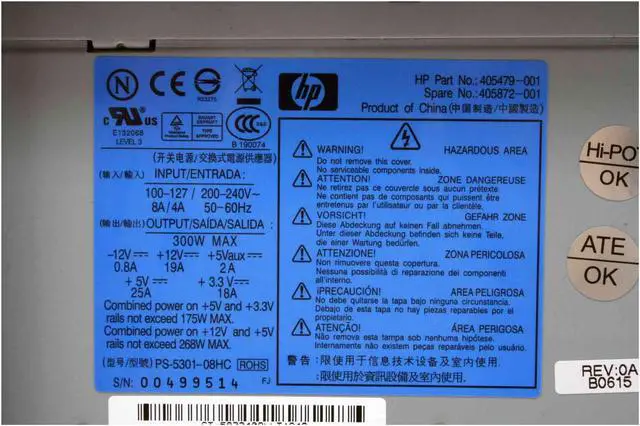 N
CE
R33275
hp
HP Part No.: 405479-001
Spare No.: 405872-001
Product of China (中国制造/中國製造)
c UL US
E132068
LEVEL 3
CCC S&E
B 190074
(开关电源/交换式電源供應器)
(输入/輸入) INPUT/ENTRADA:
100-127 / 200-240V~
8A/4A 50-60Hz
(输出/輸出) OUTPUT/SAÍDA/SALIDA :
300W MAX
-12V +12V +5Vaux
0.8A 19A 2A
+5V +3.3V
25A 18A
Combined power on +5V and +3.3V
rails not exceed 175W MAX.
Combined power on +12V and +5V
rails not exceed 268W MAX.
(型号/型號) PS-5301-08HC ROHS
S/N: 00499514 FJ
WARNING! HAZARDOUS AREA
Do not remove this cover.
No serviceable components inside.
ATTENTION! ZONE DANGEREUSE
Ne retirez pas ce couvercle sous aucun prétexte
Ne contient pas de composants qui puissent être
entretenus par l'utilisateur ou par la clientèle.
VORSICHT! GEFAHR ZONE
Diese Abdeckung auf keinen Fall abnehmen.
Unter dieser Abdeckung befinden sich keine Teile,
die einer Wartung bedürfen.
ATTENZIONE! ZONA PERICOLOSA
Non rimuovere questa copertura.
Nessuna possibilità di riparazione dei componenti
all'interno.
¡PRECAUCIÓN! AREA PELIGROSA
No debe quitarse la tapa bajo ninguna circunstancia.
Debajo de esta tapa no hay piezas reparables por el
propietario.
ATENÇÃO! ÁREA PERIGOSA
Não remova esta tampa sob nenhuma hipótese.
Internamente não existem peças reparáveis pelo usuário.
警告:限使用于信息技术设备及室内使用.
限使用於資訊設備及室內使用.
Hi-PO
OK
ATE
OK
REV:0A
B0615